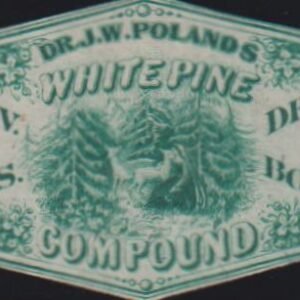 DR. J. W. POLAND'S
WHITE PINE
V.
S.
COMPOUND